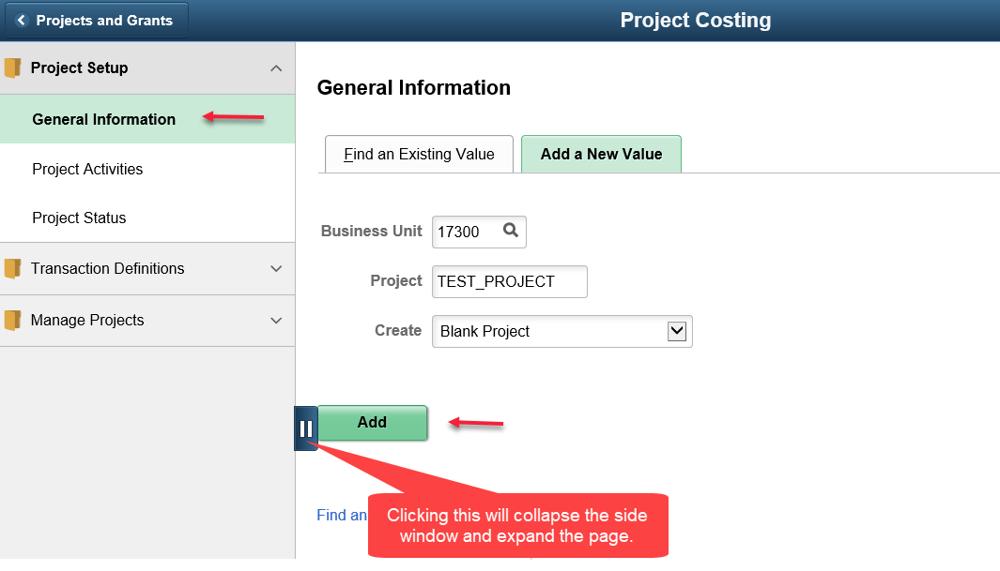 Projects and Grants
Project Costing
Project Setup
General Information
Project Activities
Project Status
Transaction Definitions
Manage Projects
General Information
Find an Existing Value
Add a New Value
Business Unit 17300
Project TEST_PROJECT
Create Blank Project
Add
Find an
Clicking this will collapse the side
window and expand the page.